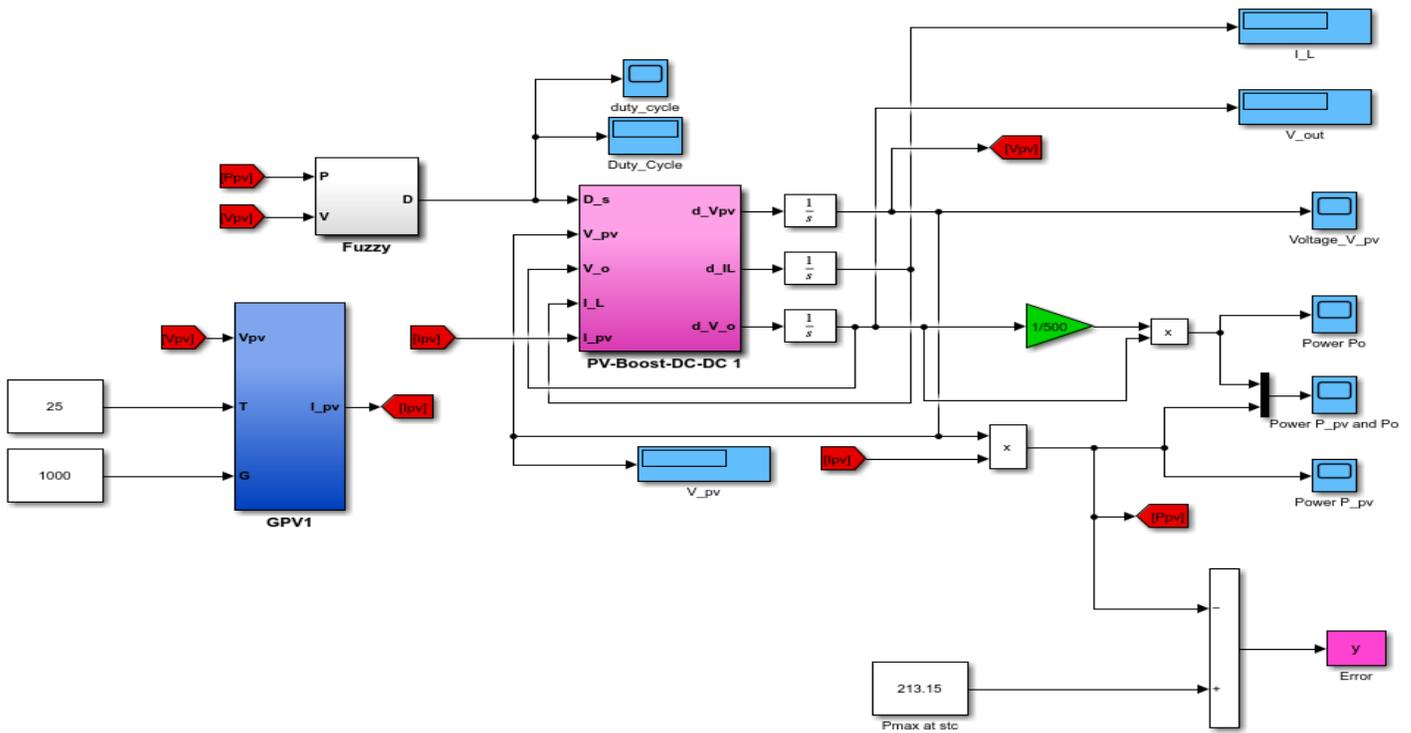 I_L
V_out
duty_cycle
Duty_Cycle
[Vpv]
[Ppv]
[Vpv]
P
V
D
Fuzzy
D_s
V_pv
V_o
I_L
I_pv
d_Vpv
d_IL
d_V_o
PV-Boost-DC-DC 1
1
s
1
s
1
s
Voltage_V_pv
1/500
x
Power Po
Power P_pv and Po
Power P_pv
[Vpv]
Vpv
T
G
I_pv
GPV1
25
1000
[Ipv]
[Ipv]
V_pv
[Ipv]
x
[Ppv]
−
+
213.15
Pmax at stc
y
Error